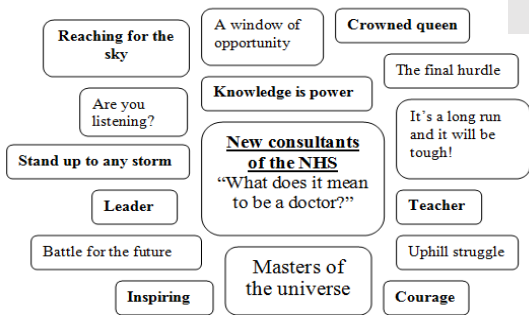 Reaching for the
sky
A window of
opportunity
Crowned queen
The final hurdle
Knowledge is power
Are you
listening?
It's a long run
and it will be
tough!
New consultants
of the NHS
“What does it mean
to be a doctor?”
Stand up to any storm
Leader
Teacher
Battle for the future
Uphill struggle
Masters of
the universe
Inspiring
Courage